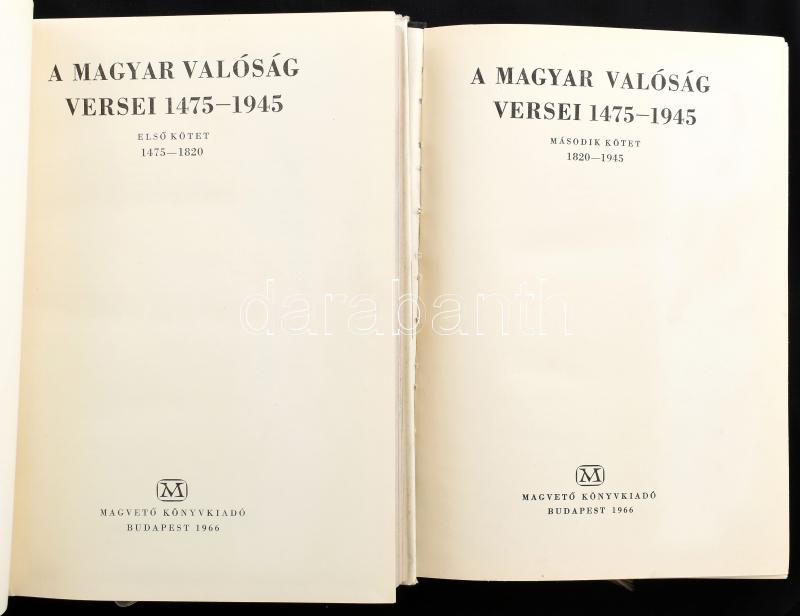 A MAGYAR VALÓSÁG
VERSEI 1475—1945
ELSŐ KÖTET
1475—1820
M
MAGVETŐ KÖNYVKIADÓ
BUDAPEST 1966
A MAGYAR VALÓSÁG
VERSEI 1475—1945
MÁSODIK KÖTET
1820—1945
M
MAGVETŐ KÖNYVKIADÓ
BUDAPEST 1966
darabanth